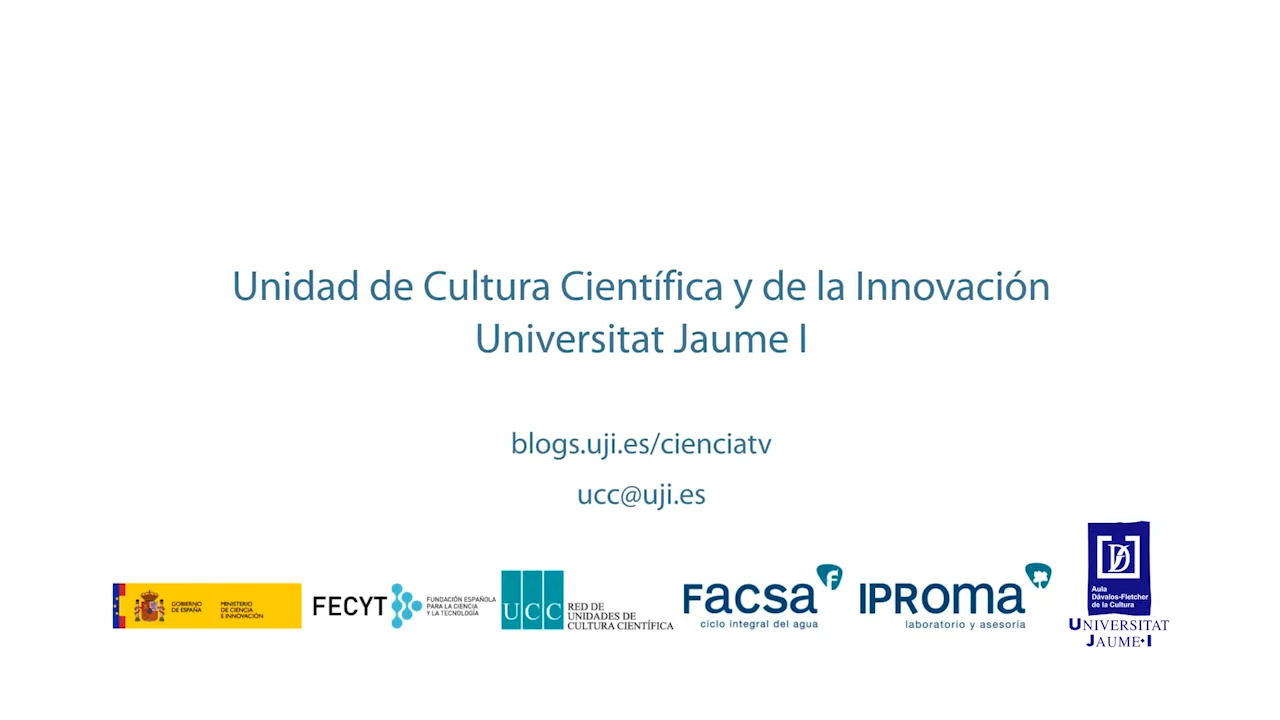 Unidad de Cultura Científica y de la Innovación
Universitat Jaume I
blogs.uji.es/cienciatv
ucc@uji.es
GOBIERNO
DE ESPAÑA
MINISTERIO
DE CIENCIA
E INNOVACIÓN
FECYT
FUNDACIÓN ESPAÑOLA
PARA LA CIENCIA
Y LA TECNOLOGÍA
UCC
RED DE
UNIDADES DE
CULTURA CIENTÍFICA
FACSA
ciclo integral del agua
IPROMA
laboratorio y asesoría
Aula
Dávalos-Fletcher
de la Cultura
UNIVERSITAT
JAUME·I